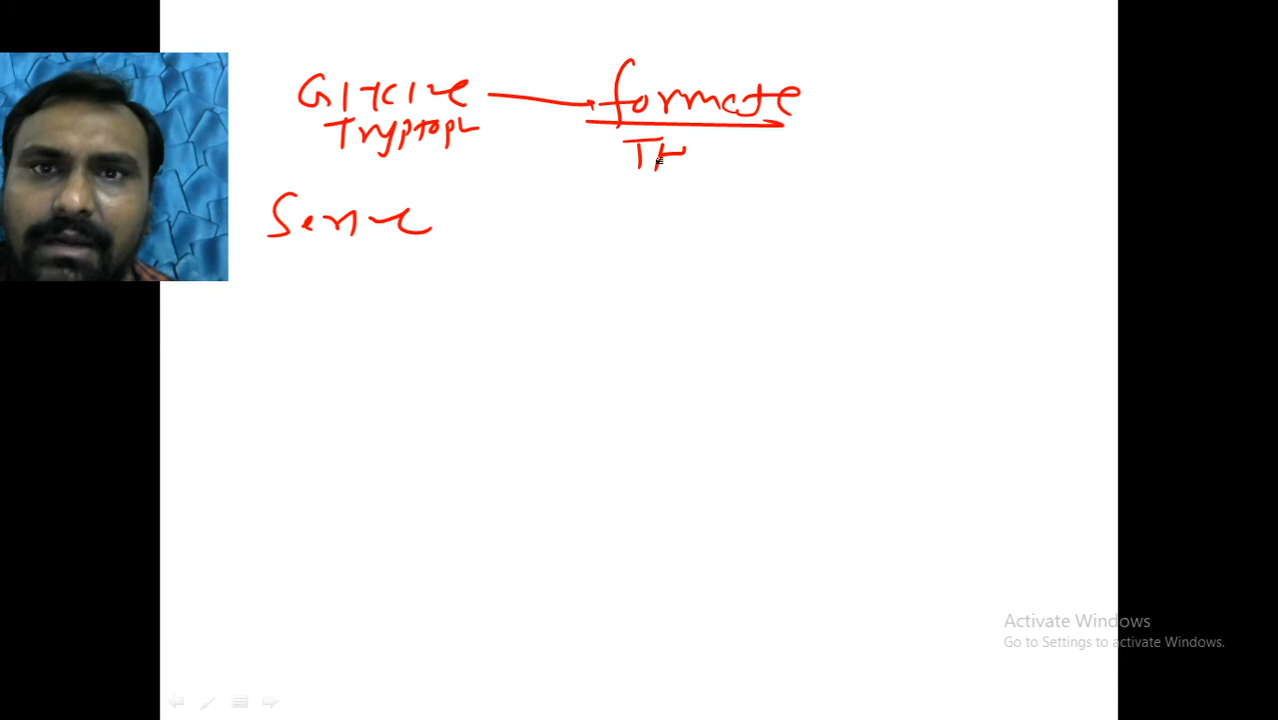 Glycine → formate
Tryptoph
TH
Serine
Activate Windows
Go to Settings to activate Windows.